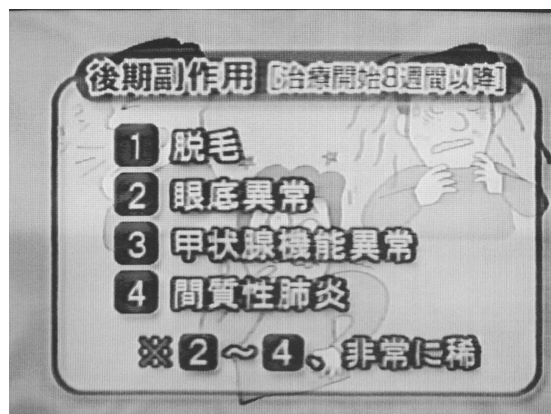 後期副作用 [治療開始8週間以降]
1 脱毛
2 眼底異常
3 甲状腺機能異常
4 間質性肺炎
※2～4、非常に稀